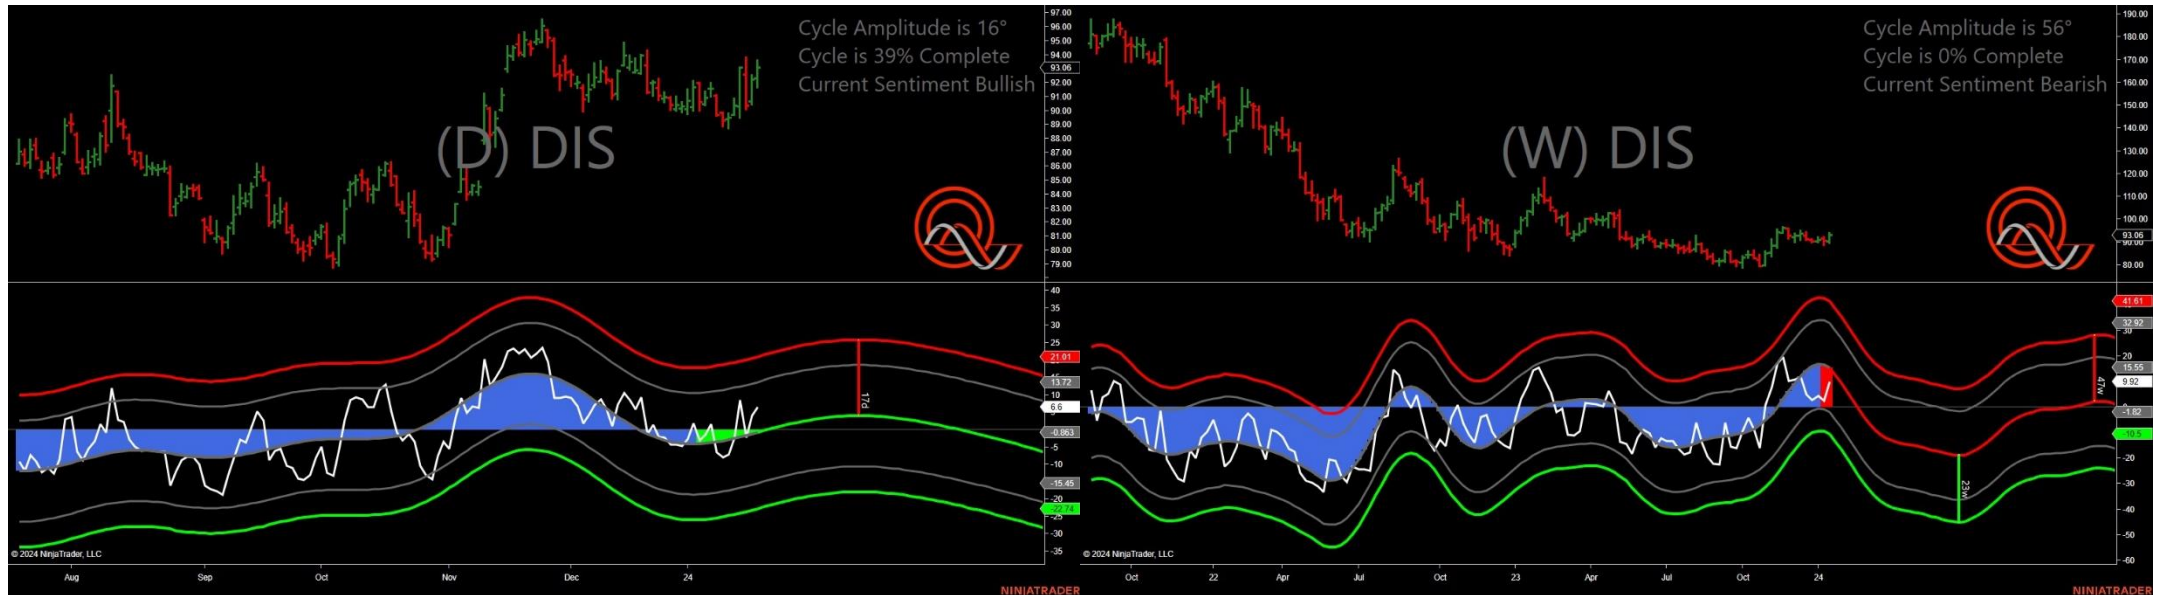 Cycle Amplitude is 16°
Cycle is 39% Complete
Current Sentiment Bullish
(D) DIS
97.00
96.00
95.00
94.00
93.06
92.00
91.00
90.00
89.00
88.00
87.00
86.00
85.00
84.00
83.00
82.00
81.00
80.00
79.00
40
35
30
25
21.01
15
13.72
6.6
-0.863
-5
-10
-15.45
-20
-22.74
-25
-30
-35
17d
© 2024 NinjaTrader, LLC
Aug
Sep
Oct
Nov
Dec
24
NINJATRADER
Cycle Amplitude is 56°
Cycle is 0% Complete
Current Sentiment Bearish
(W) DIS
190.00
180.00
170.00
160.00
150.00
140.00
130.00
120.00
110.00
100.00
93.06
90.00
80.00
41.61
32.92
30
20
15.55
9.92
-1.82
-10.5
-20
-30
-40
-50
-60
47w
23w
© 2024 NinjaTrader, LLC
Oct
22
Apr
Jul
Oct
23
Apr
Jul
Oct
24
NINJATRADER